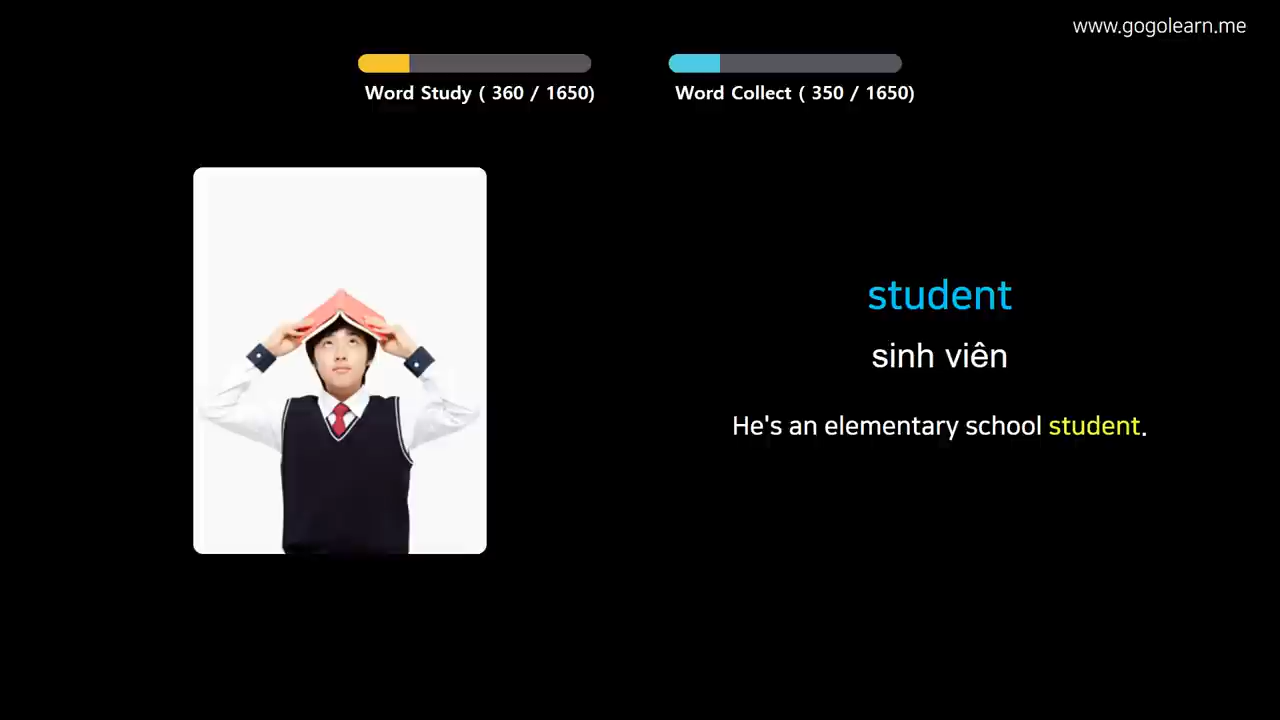 www.gogolearn.me
Word Study ( 360 / 1650)
Word Collect ( 350 / 1650)
student
sinh viên
He's an elementary school student.